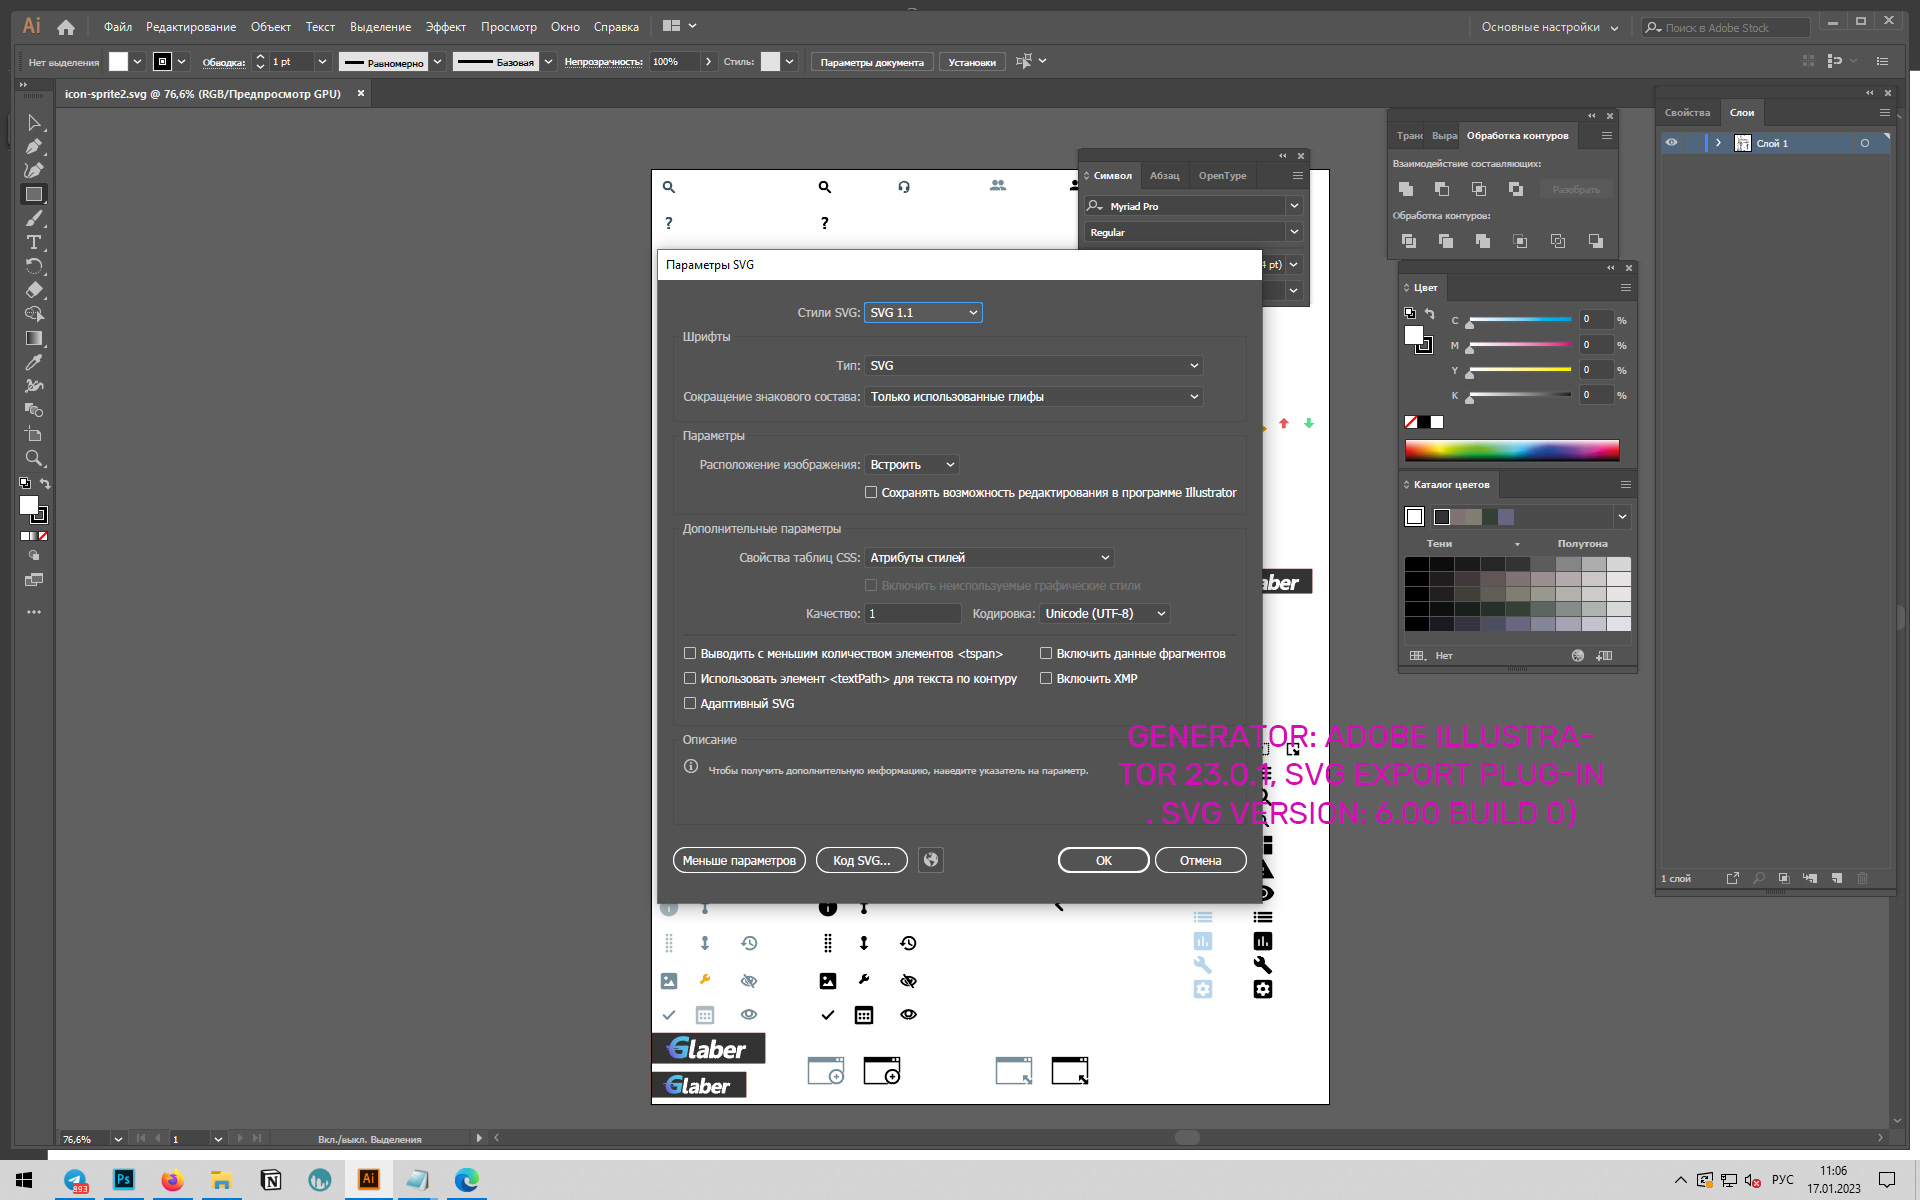 Ai Файл Редактирование Объект Текст Выделение Эффект Просмотр Окно Справка Основные настройки Поиск в Adobe Stock
Нет выделения Обводка: 1 pt Равномерно Базовая Непрозрачность: 100% Стиль: Параметры документа Установки
icon-sprite2.svg @ 76,6% (RGB/Предпросмотр GPU)
Параметры SVG
Стили SVG: SVG 1.1
Шрифты
Тип: SVG
Сокращение знакового состава: Только использованные глифы
Параметры
Расположение изображения: Встроить
Сохранять возможность редактирования в программе Illustrator
Дополнительные параметры
Свойства таблиц CSS: Атрибуты стилей
Включить неиспользуемые графические стили
Качество: 1 Кодировка: Unicode (UTF-8)
Выводить с меньшим количеством элементов <tspan> Включить данные фрагментов
Использовать элемент <textPath> для текста по контуру Включить XMP
Адаптивный SVG
Описание
Чтобы получить дополнительную информацию, наведите указатель на параметр.
Меньше параметров Код SVG... ОК Отмена
Символ Абзац OpenType
Myriad Pro
Regular
4 pt)
Транс Выра Обработка контуров
Взаимодействие составляющих:
Разобрать
Обработка контуров:
Цвет
C 0 %
M 0 %
Y 0 %
K 0 %
Каталог цветов
Тени Полутона
Нет
Свойства Слои
Слой 1
1 слой
GENERATOR: ADOBE ILLUSTRA-
TOR 23.0.1, SVG EXPORT PLUG-IN
. SVG VERSION: 6.00 BUILD 0)
laber
Glaber
Glaber
76,6% 1 Вкл./выкл. Выделения
893 Ps N Ai РУС 11:06
17.01.2023